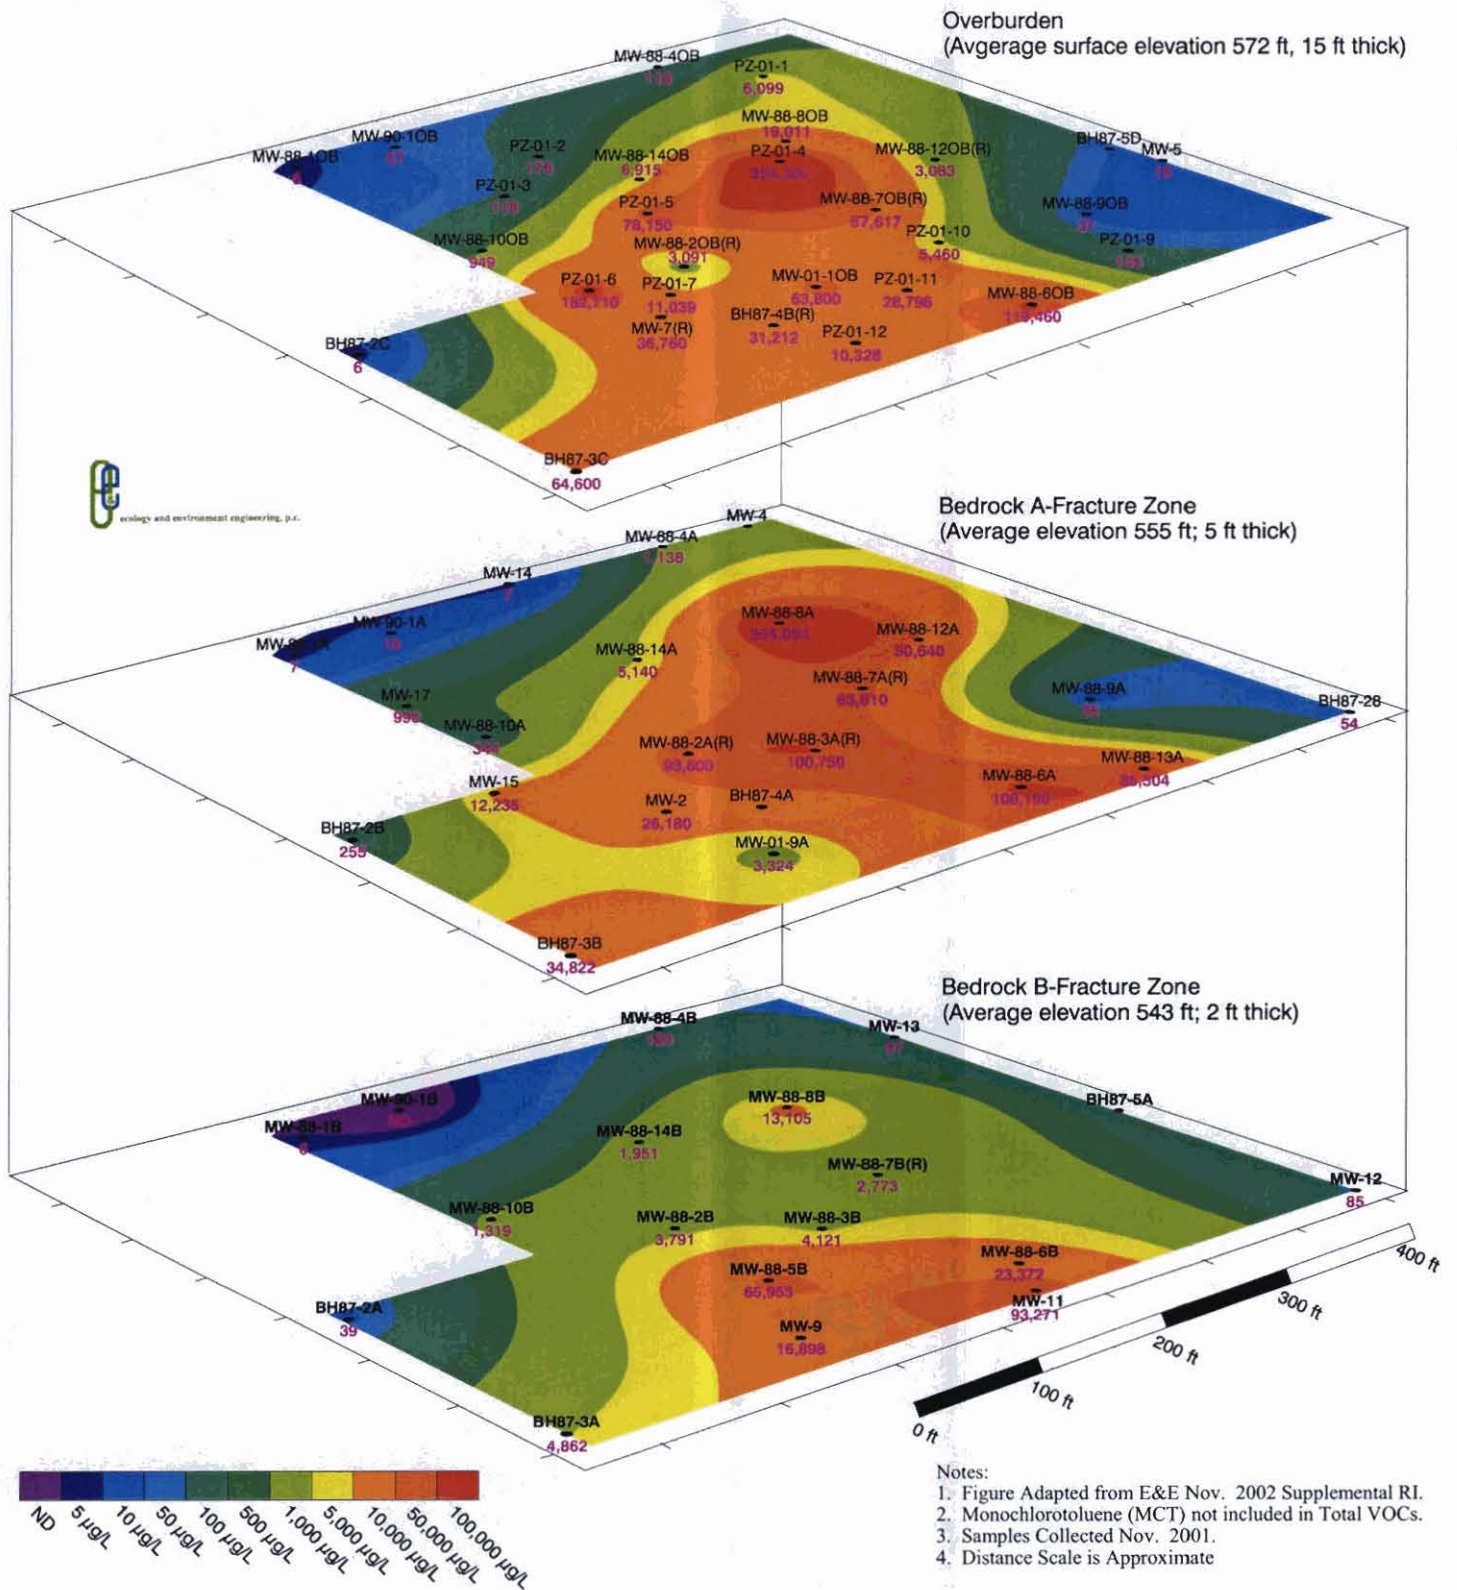 Overburden
(Avgerage surface elevation 572 ft, 15 ft thick)
MW-88-4OB
PZ-01-1
6,099
MW-88-8OB
19,011
MW-90-1OB
PZ-01-4
MW-88-1OB
PZ-01-2
176
MW-88-14OB
6,915
MW-88-12OB(R)
3,083
BH87-5D
MW-5
PZ-01-3
PZ-01-5
78,150
MW-88-7OB(R)
57,617
MW-88-9OB
37
MW-88-10OB
949
MW-88-2OB(R)
3,091
PZ-01-10
5,460
PZ-01-9
PZ-01-6
182,710
PZ-01-7
11,039
MW-01-1OB
63,800
PZ-01-11
28,796
MW-88-6OB
MW-7(R)
36,760
BH87-4B(R)
31,212
PZ-01-12
10,328
BH87-2C
6
BH87-3C
64,600
ecology and environment engineering, p.c.
Bedrock A-Fracture Zone
(Average elevation 555 ft; 5 ft thick)
MW-4
MW-88-4A
MW-14
MW-90-1A
MW-88-8A
MW-88-12A
MW-88-14A
5,140
7
MW-88-7A(R)
MW-17
MW-88-9A
BH87-28
54
MW-88-10A
MW-88-2A(R)
MW-88-3A(R)
100,750
MW-88-13A
MW-15
12,235
MW-88-6A
MW-2
26,180
BH87-4A
BH87-2B
255
MW-01-9A
3,324
BH87-3B
34,822
Bedrock B-Fracture Zone
(Average elevation 543 ft; 2 ft thick)
MW-88-4B
MW-13
MW-90-1B
ND
MW-88-8B
13,105
BH87-5A
MW-88-1B
MW-88-14B
1,951
MW-88-7B(R)
2,773
MW-12
85
MW-88-10B
1,319
MW-88-2B
3,791
MW-88-3B
4,121
MW-88-6B
23,372
MW-88-5B
65,953
MW-11
93,271
BH87-2A
39
MW-9
16,898
BH87-3A
4,862
0 ft
100 ft
200 ft
300 ft
400 ft
ND
5 µg/L
10 µg/L
50 µg/L
100 µg/L
500 µg/L
1,000 µg/L
5,000 µg/L
10,000 µg/L
50,000 µg/L
100,000 µg/L
Notes:
1. Figure Adapted from E&E Nov. 2002 Supplemental RI.
2. Monochlorotoluene (MCT) not included in Total VOCs.
3. Samples Collected Nov. 2001.
4. Distance Scale is Approximate